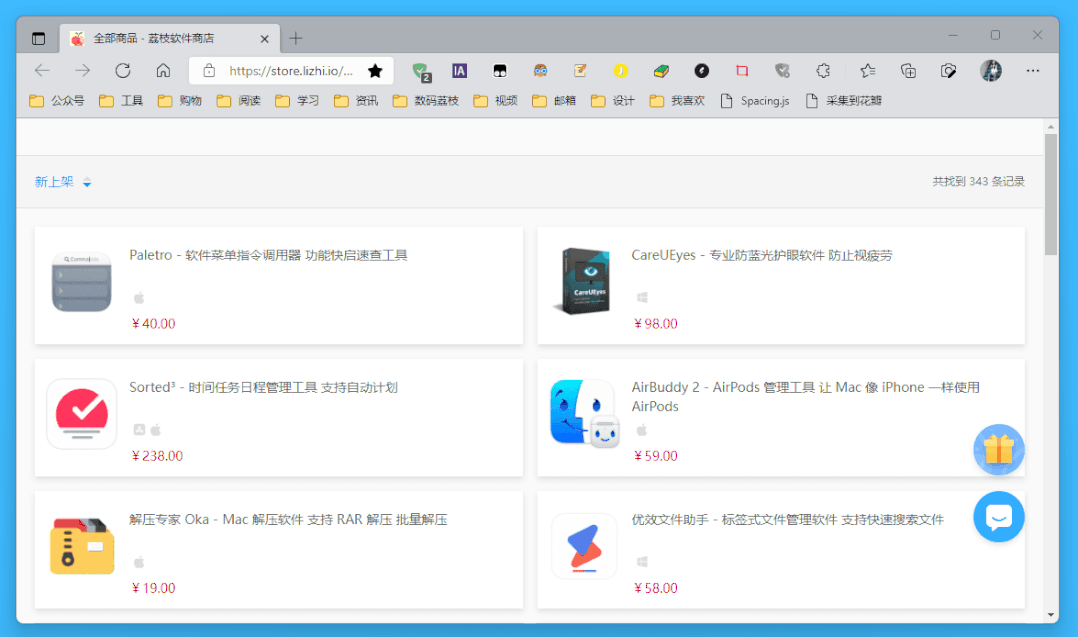 全部商品 - 荔枝软件商店
https://store.lizhi.io/...
2
IA
公众号 工具 购物 阅读 学习 资讯 数码荔枝 视频 邮箱 设计 我喜欢 Spacing.js 采集到花瓣
新上架
共找到 343 条记录
Paletro - 软件菜单指令调用器 功能快启速查工具
¥ 40.00
CareUEyes - 专业防蓝光护眼软件 防止视疲劳
CareUEyes
¥ 98.00
Sorted³ - 时间任务日程管理工具 支持自动计划
¥ 238.00
AirBuddy 2 - AirPods 管理工具 让 Mac 像 iPhone 一样使用
AirPods
¥ 59.00
解压专家 Oka - Mac 解压软件 支持 RAR 解压 批量解压
¥ 19.00
优效文件助手 - 标签式文件管理软件 支持快速搜索文件
¥ 58.00